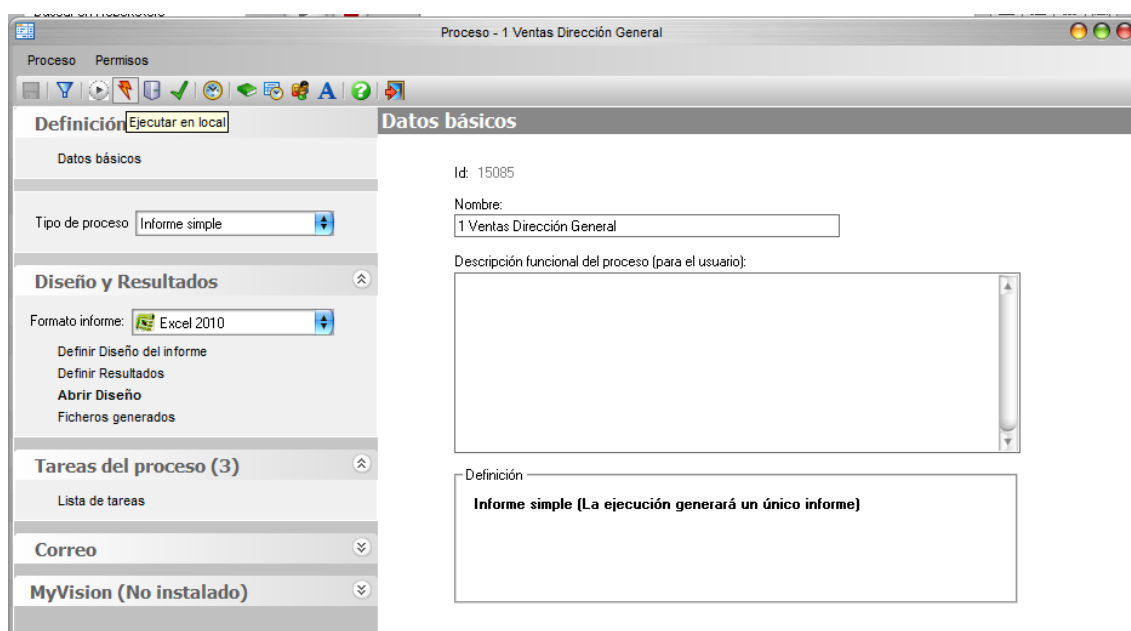 Proceso - 1 Ventas Dirección General
Proceso Permisos
Definición
Ejecutar en local
Datos básicos
Tipo de proceso Informe simple
Diseño y Resultados
Formato informe: Excel 2010
Definir Diseño del informe
Definir Resultados
Abrir Diseño
Ficheros generados
Tareas del proceso (3)
Lista de tareas
Correo
MyVision (No instalado)
Datos básicos
Id: 15085
Nombre:
1 Ventas Dirección General
Descripción funcional del proceso (para el usuario):
Definición
Informe simple (La ejecución generará un único informe)